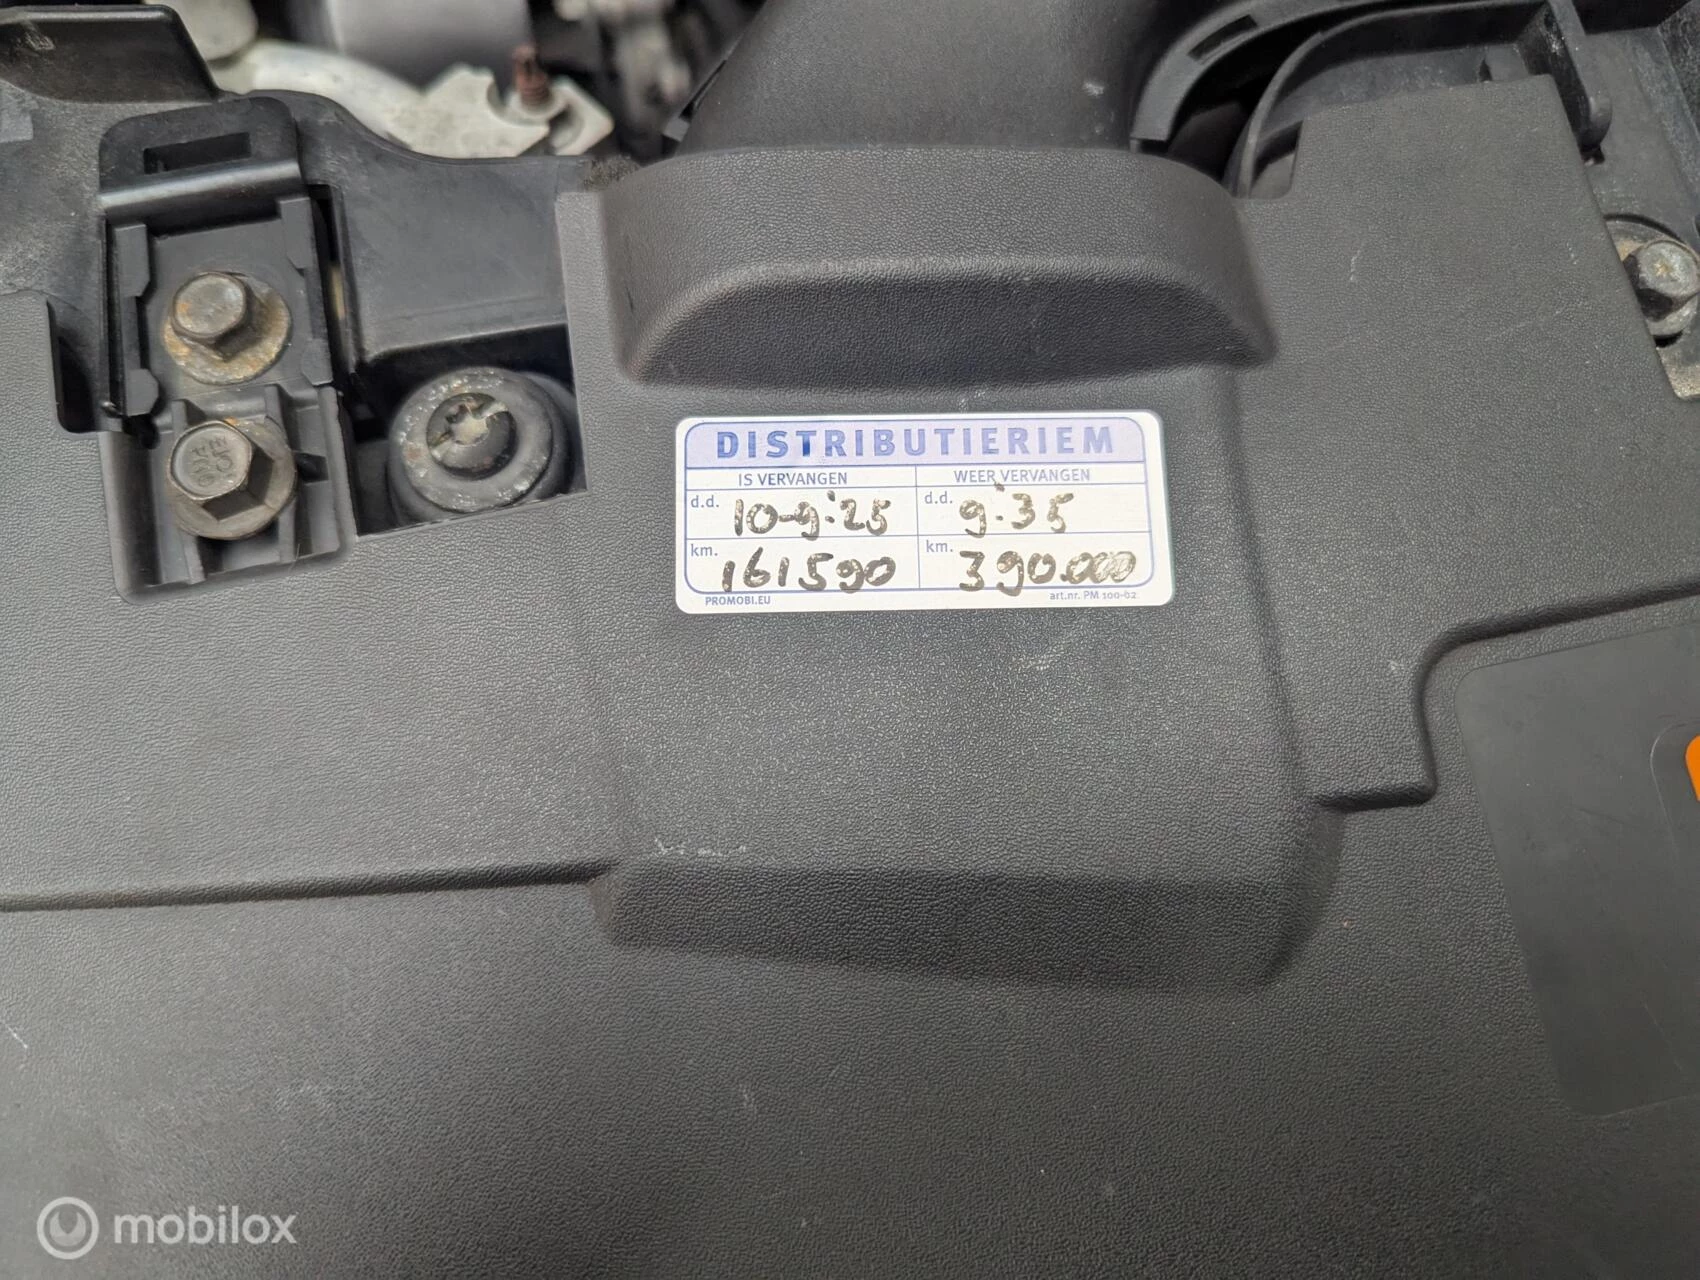 DISTRIBUTIERIEM
IS VERVANGEN WEER VERVANGEN
d.d. 10-9-'25 d.d. 9-'35
km. 161590 km. 390.000
PROMOBI.EU art.nr. PM 100-62
mobilox